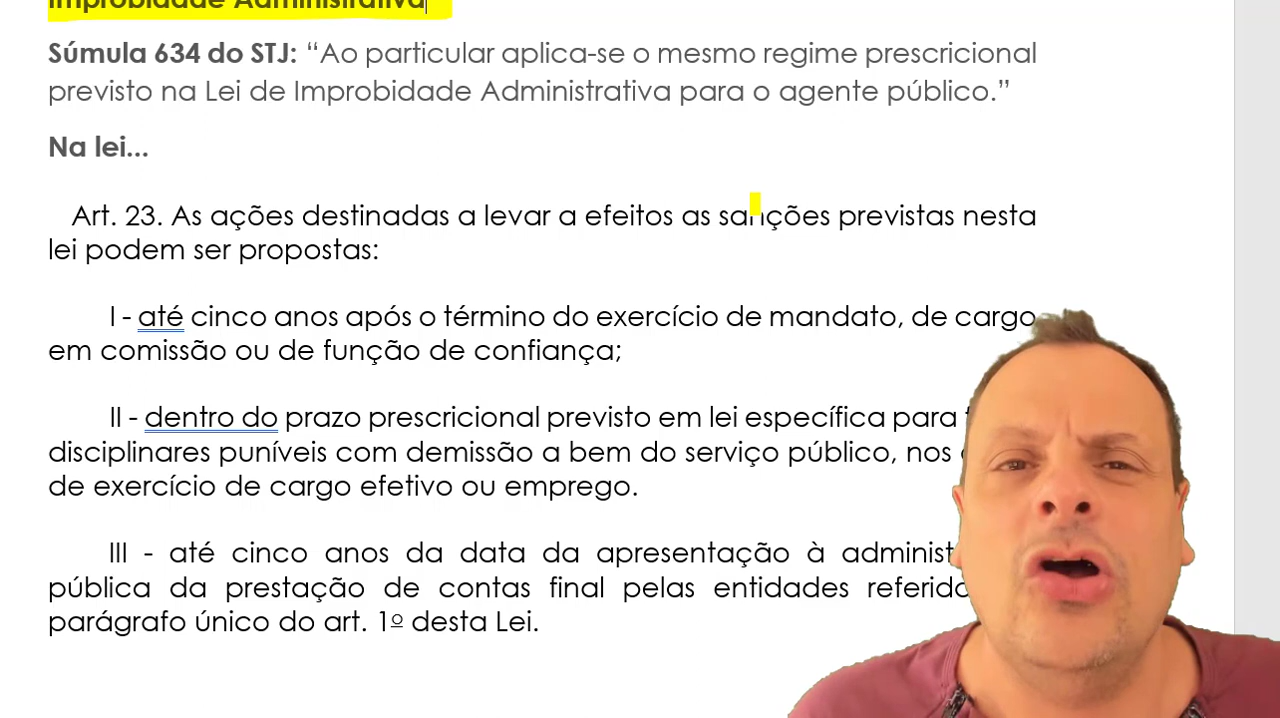 Improbidade Administrativa
Súmula 634 do STJ: “Ao particular aplica-se o mesmo regime prescricional
previsto na Lei de Improbidade Administrativa para o agente público.”
Na lei...
Art. 23. As ações destinadas a levar a efeitos as sanções previstas nesta
lei podem ser propostas:
I - até cinco anos após o término do exercício de mandato, de cargo
em comissão ou de função de confiança;
II - dentro do prazo prescricional previsto em lei específica para
disciplinares puníveis com demissão a bem do serviço público, nos
de exercício de cargo efetivo ou emprego.
III - até cinco anos da data da apresentação à
pública da prestação de contas final pelas entidades
parágrafo único do art. 1º desta Lei.